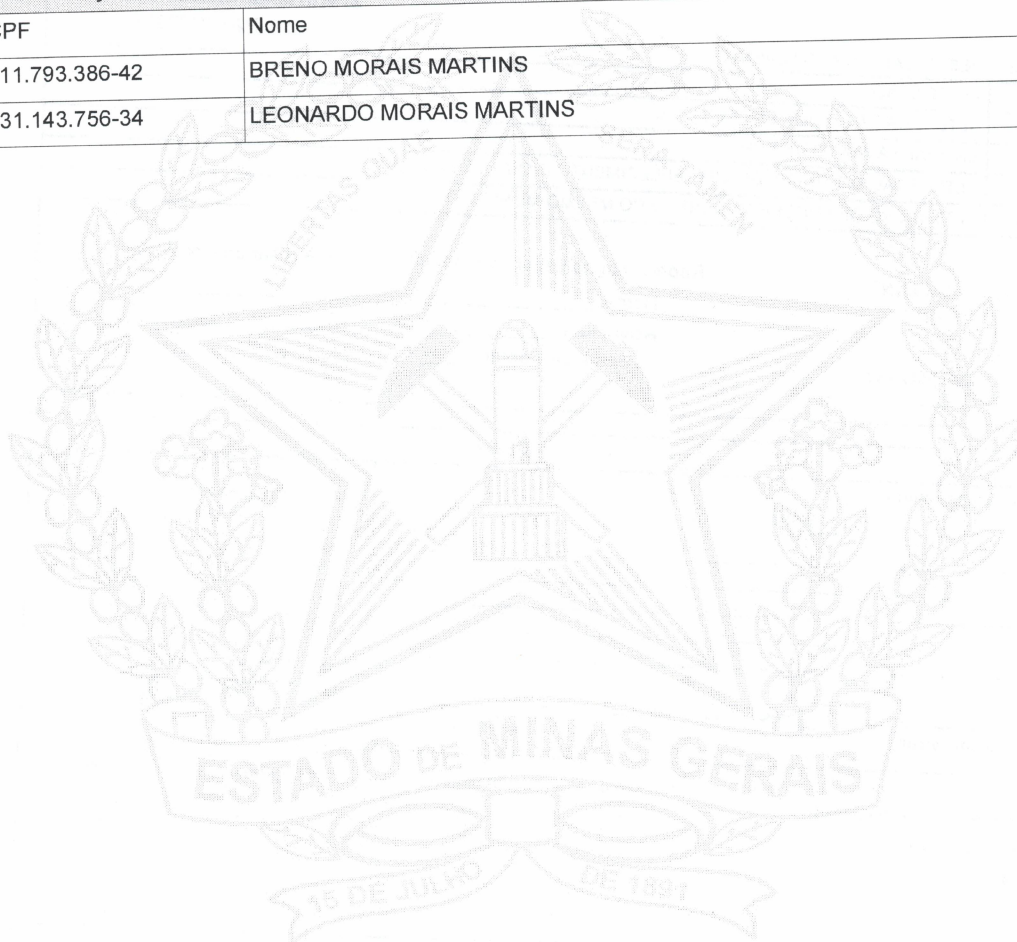 CPF Nome
11.793.386-42 BRENO MORAIS MARTINS
31.143.756-34 LEONARDO MORAIS MARTINS
LIBERTAS QUAE SERA TAMEN
ESTADO DE MINAS GERAIS
15 DE JULHO DE 1891